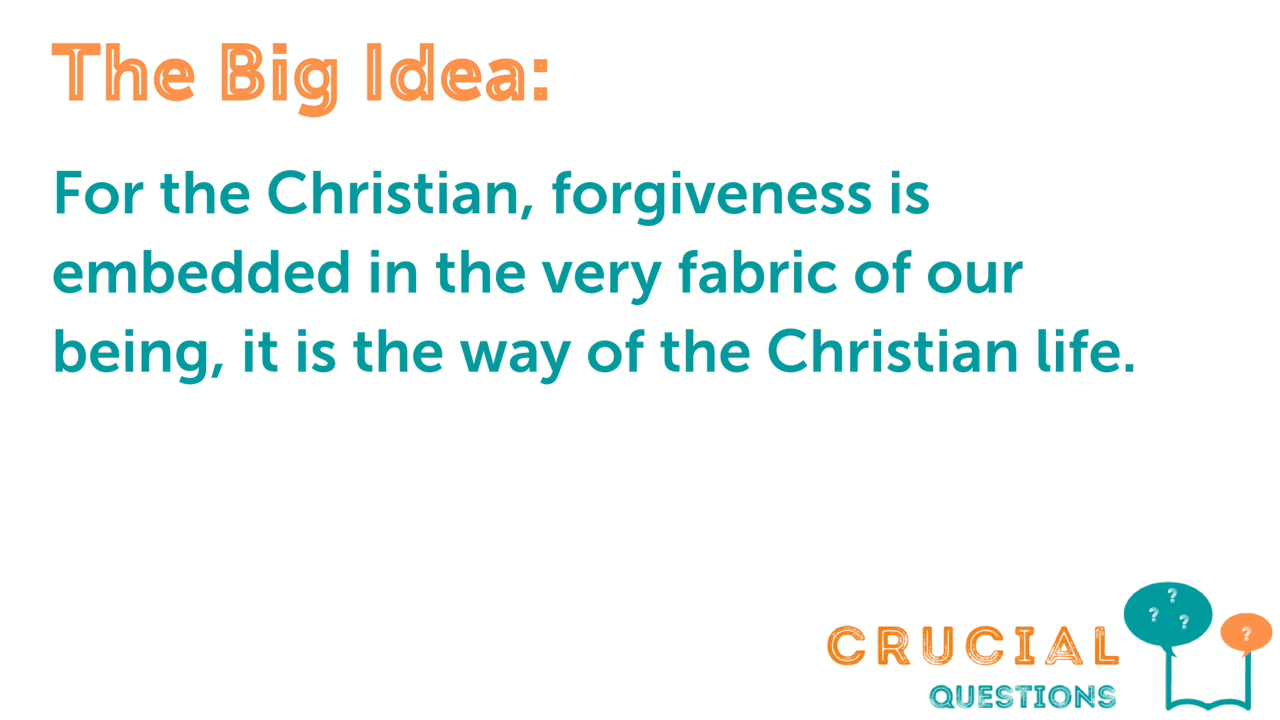 The Big Idea:
For the Christian, forgiveness is
embedded in the very fabric of our
being, it is the way of the Christian life.
? ? ? ?
CRUCIAL
QUESTIONS